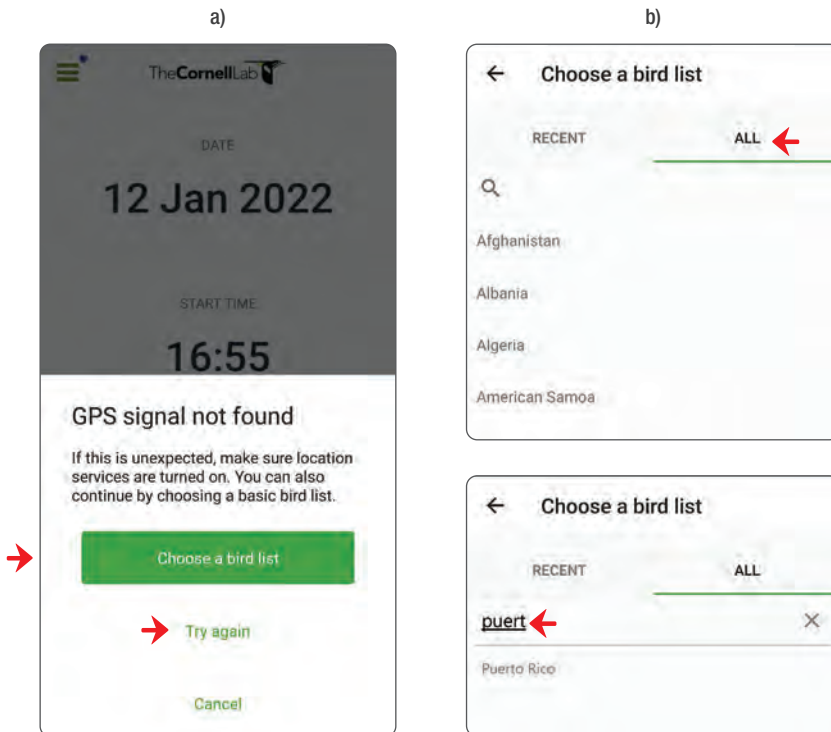 a)
TheCornellLab
DATE
12 Jan 2022
START TIME
16:55
GPS signal not found
If this is unexpected, make sure location
services are turned on. You can also
continue by choosing a basic bird list.
Choose a bird list
Try again
Cancel
b)
Choose a bird list
RECENT
ALL
Afghanistan
Albania
Algeria
American Samoa
Choose a bird list
RECENT
ALL
puert
Puerto Rico